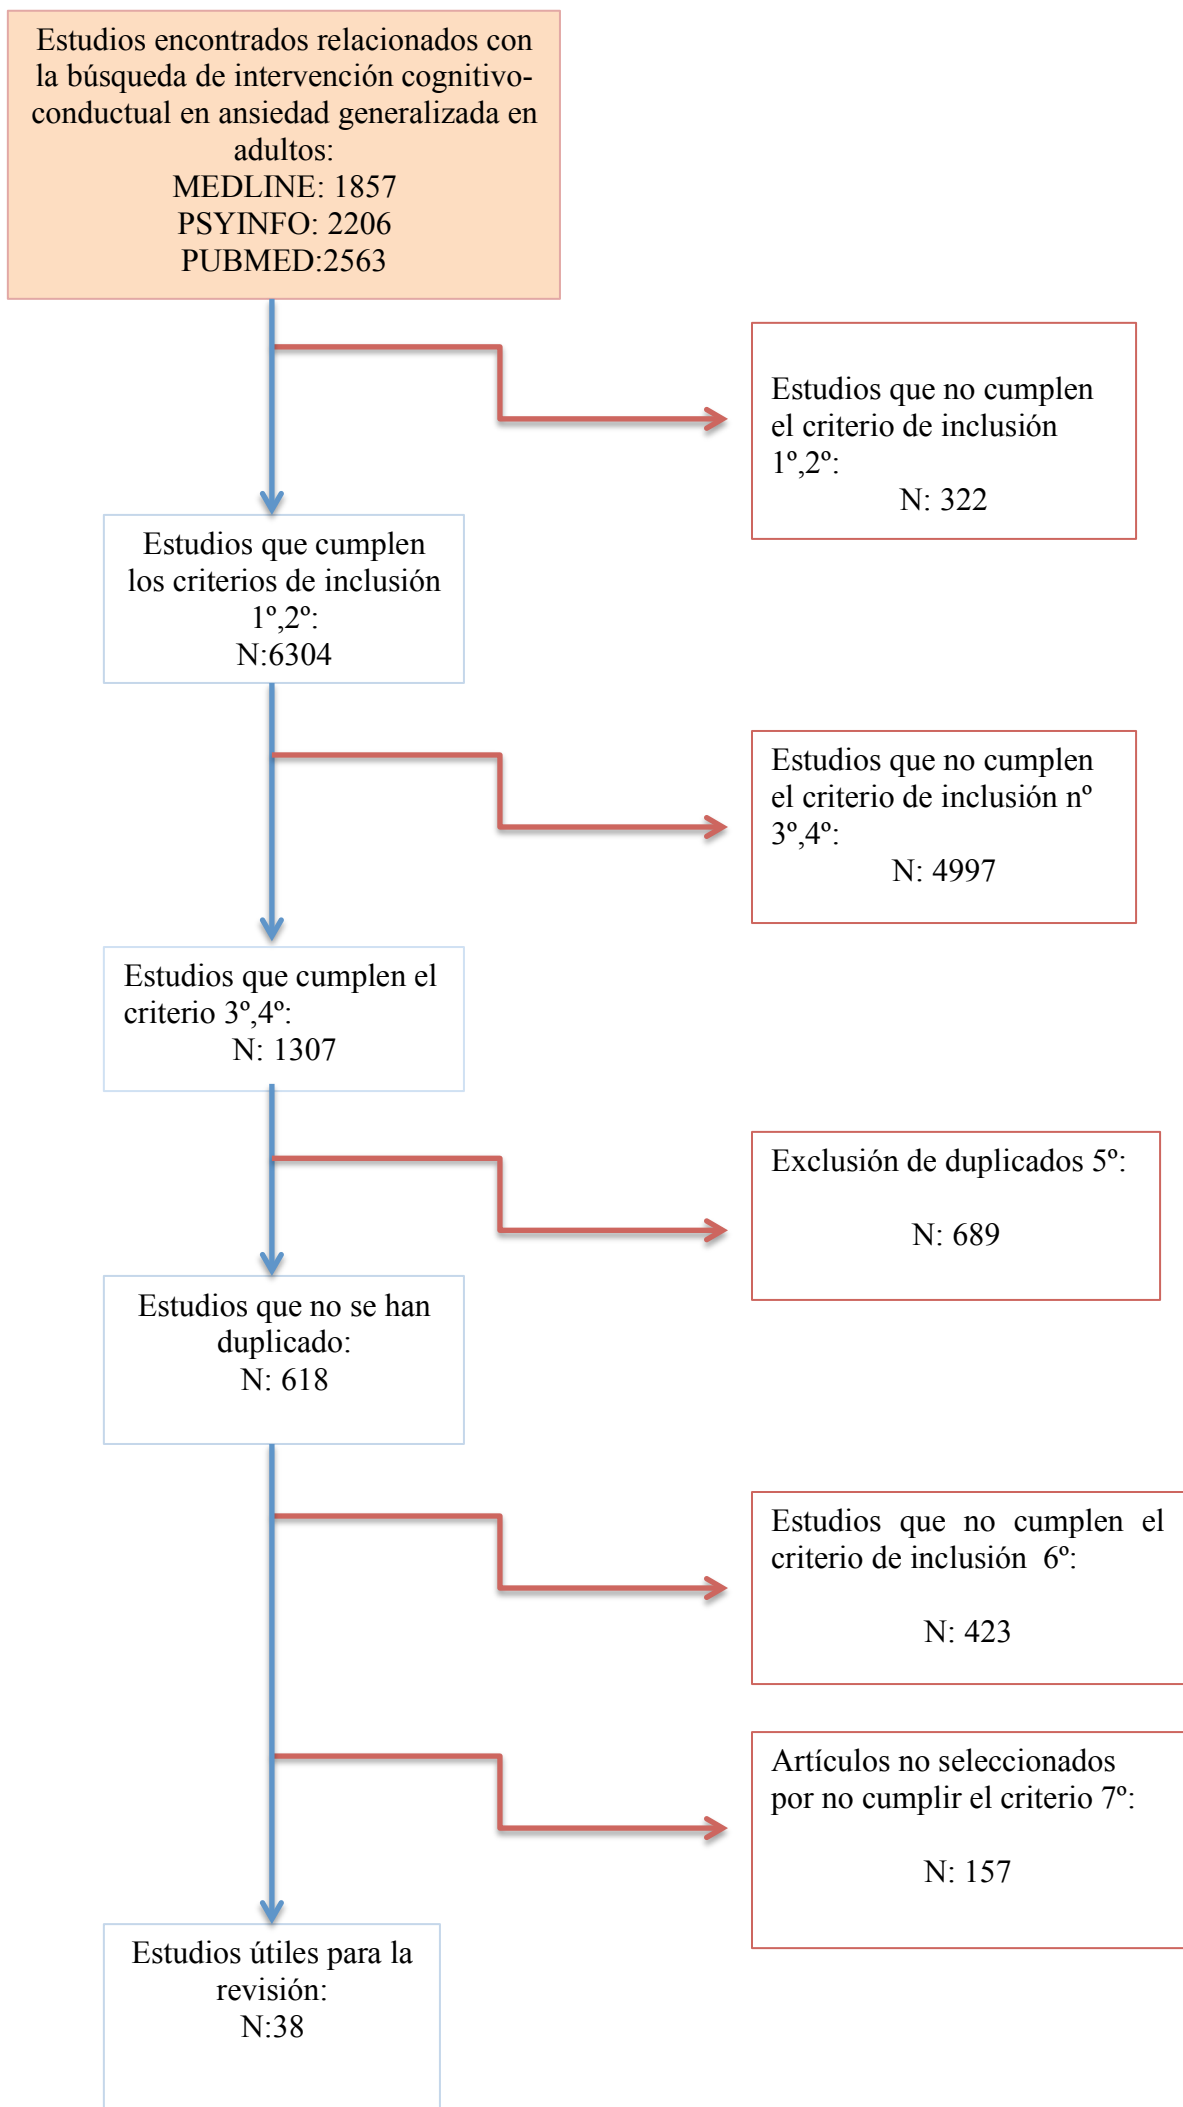 Estudios encontrados relacionados con
la búsqueda de intervención cognitivo-
conductual en ansiedad generalizada en
adultos:
MEDLINE: 1857
PSYINFO: 2206
PUBMED:2563
Estudios que no cumplen
el criterio de inclusión
1º,2º:
N: 322
Estudios que cumplen
los criterios de inclusión
1º,2º:
N:6304
Estudios que no cumplen
el criterio de inclusión nº
3º,4º:
N: 4997
Estudios que cumplen el
criterio 3º,4º:
N: 1307
Exclusión de duplicados 5º:
N: 689
Estudios que no se han
duplicado:
N: 618
Estudios que no cumplen el
criterio de inclusión 6º:
N: 423
Artículos no seleccionados
por no cumplir el criterio 7º:
N: 157
Estudios útiles para la
revisión:
N:38